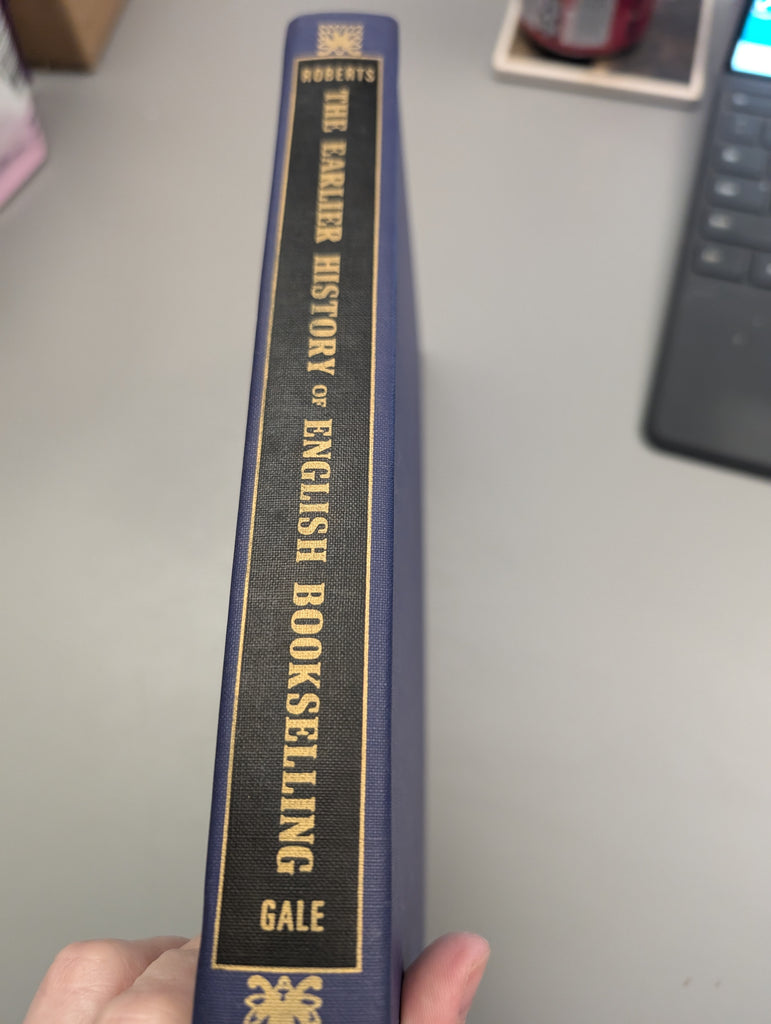 ROBERTS
THE EARLIER HISTORY OF ENGLISH BOOKSELLING
GALE